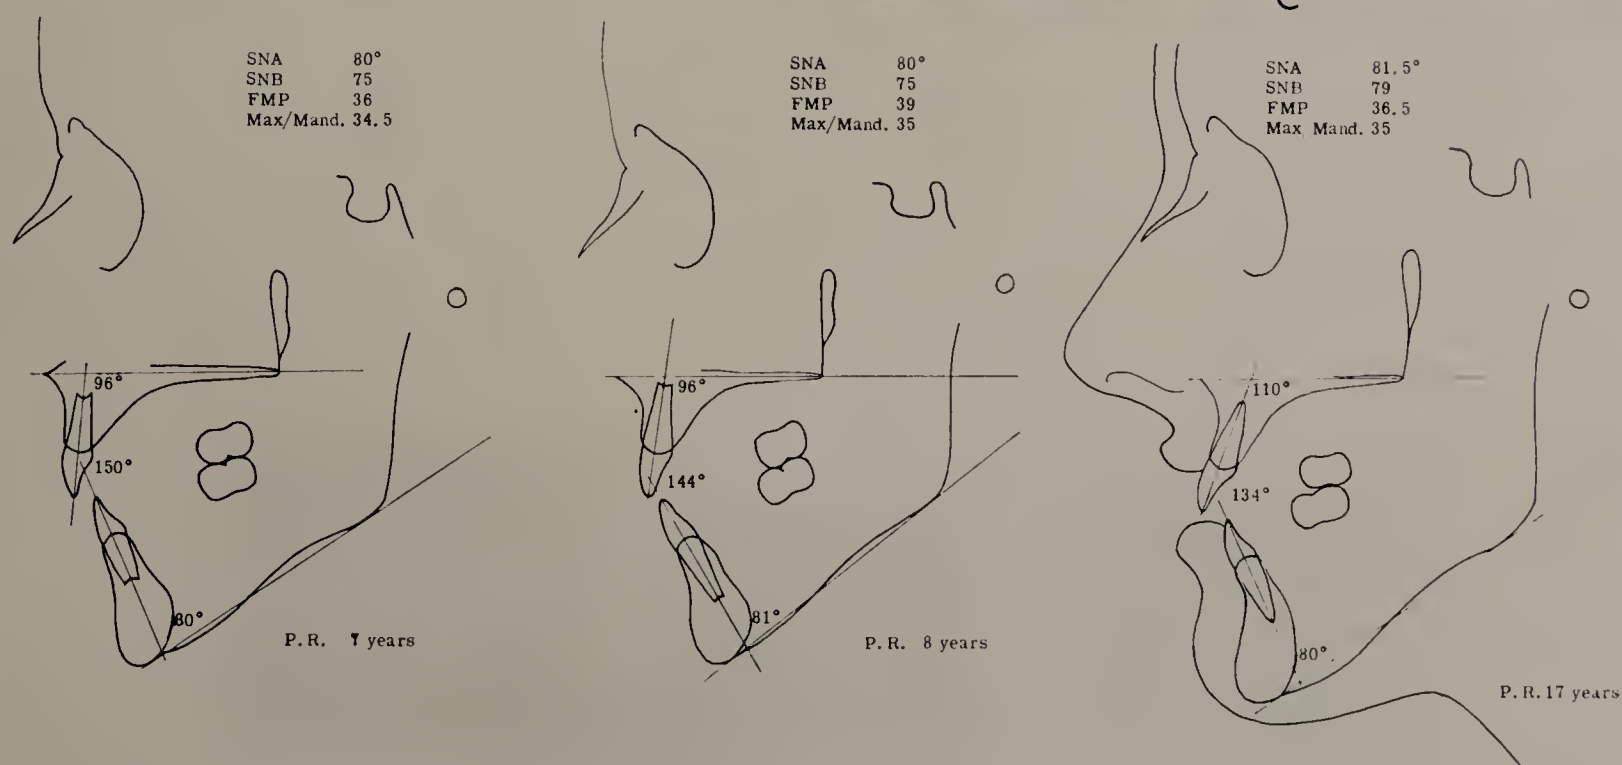 SNA 80°
SNB 75
FMP 36
Max/Mand. 34.5
96°
150°
80°
P.R. 7 years
SNA 80°
SNB 75
FMP 39
Max/Mand. 35
96°
144°
81°
P.R. 8 years
SNA 81.5°
SNB 79
FMP 36.5
Max Mand. 35
110°
134°
80°
P.R. 17 years